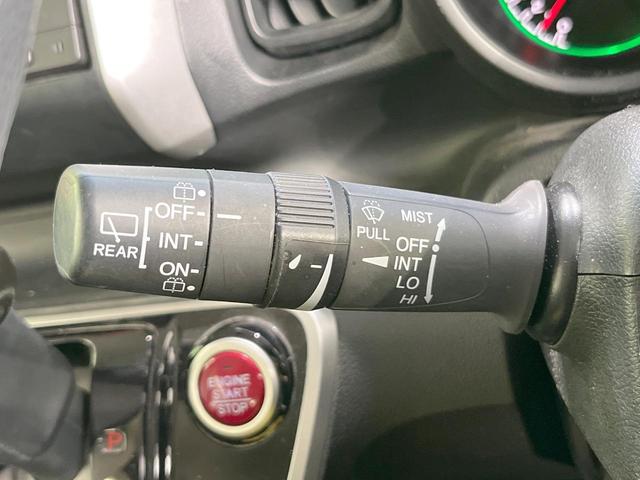 OFF
REAR
INT
ON
PULL
MIST
OFF
INT
LO
HI
ENGINE
START
STOP
P